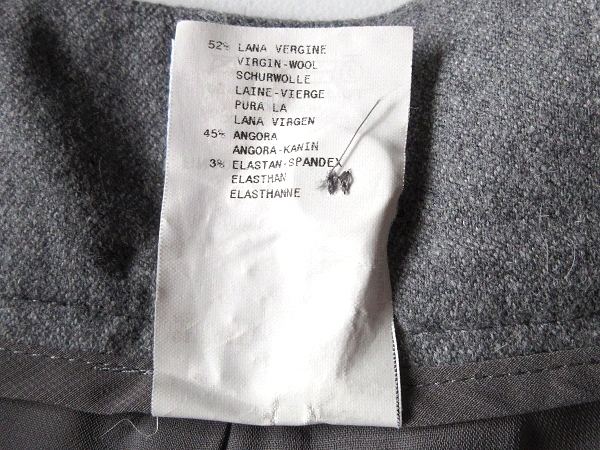 52% LANA VERGINE
VIRGIN-WOOL
SCHURWOLLE
LAINE-VIERGE
PURA LA
LANA VIRGEN
45% ANGORA
ANGORA-KANIN
3% ELASTAN-SPANDEX
ELASTHAN
ELASTHANNE